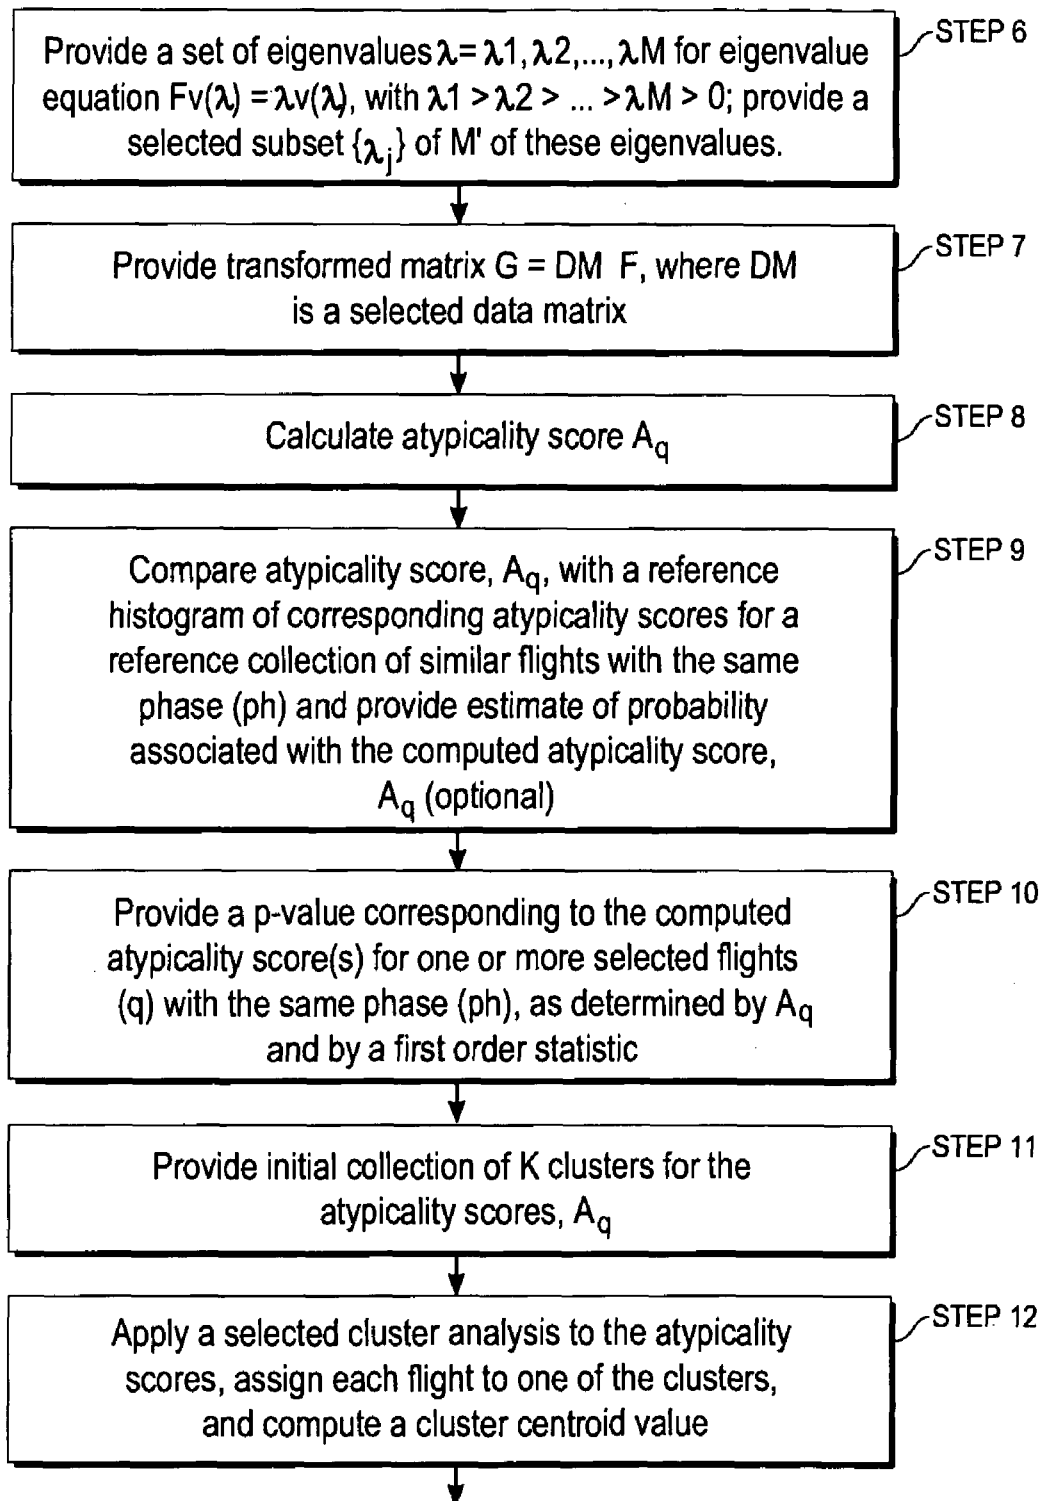 STEP 6
Provide a set of eigenvalues λ= λ1, λ2,..., λM for eigenvalue
equation Fv(λ) = λv(λ), with λ1 > λ2 > ... > λM > 0; provide a
selected subset {λj} of M' of these eigenvalues.
STEP 7
Provide transformed matrix G = DM F, where DM
is a selected data matrix
STEP 8
Calculate atypicality score Aq
STEP 9
Compare atypicality score, Aq, with a reference
histogram of corresponding atypicality scores for a
reference collection of similar flights with the same
phase (ph) and provide estimate of probability
associated with the computed atypicality score,
Aq (optional)
STEP 10
Provide a p-value corresponding to the computed
atypicality score(s) for one or more selected flights
(q) with the same phase (ph), as determined by Aq
and by a first order statistic
STEP 11
Provide initial collection of K clusters for the
atypicality scores, Aq
STEP 12
Apply a selected cluster analysis to the atypicality
scores, assign each flight to one of the clusters,
and compute a cluster centroid value